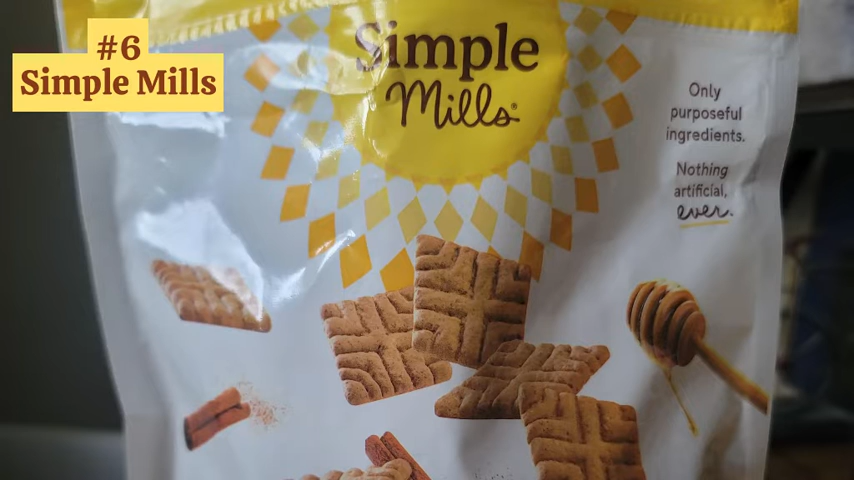 #6
Simple Mills
Simple
Mills®
Only
purposeful
ingredients.
Nothing
artificial,
ever.